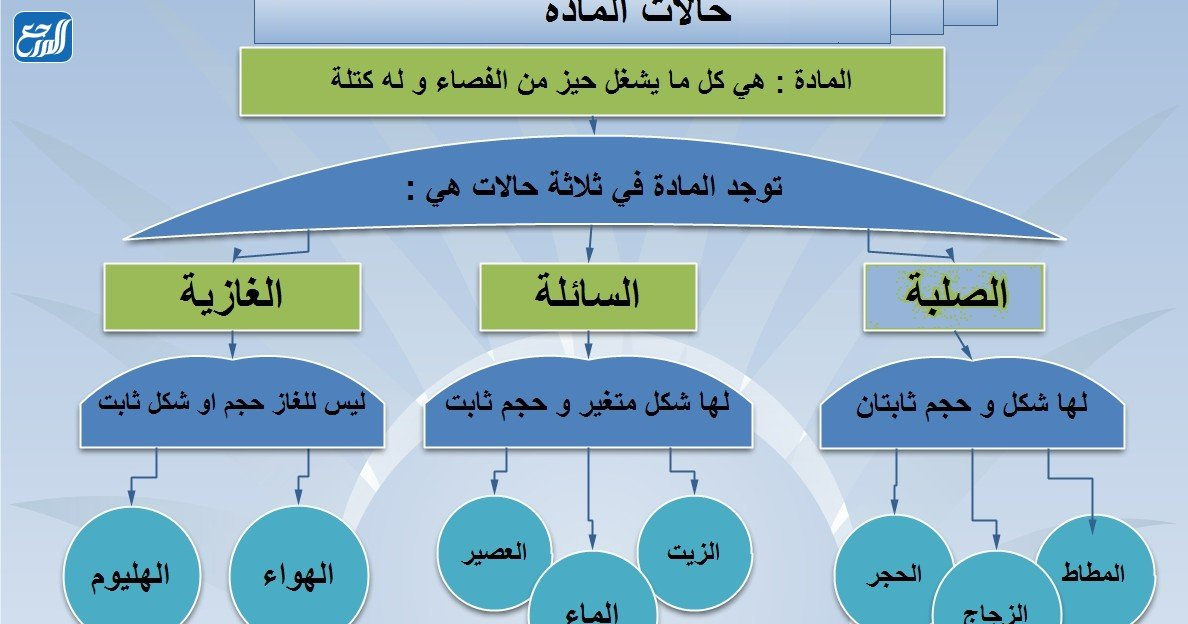 حالات المادة
المرجع
المادة : هي كل ما يشغل حيز من الفصاء و له كتلة
توجد المادة في ثلاثة حالات هي :
الصلبة
السائلة
الغازية
لها شكل و حجم ثابتان
لها شكل متغير و حجم ثابت
ليس للغاز حجم او شكل ثابت
المطاط
الزجاج
الحجر
الزيت
الماء
العصير
الهواء
الهليوم